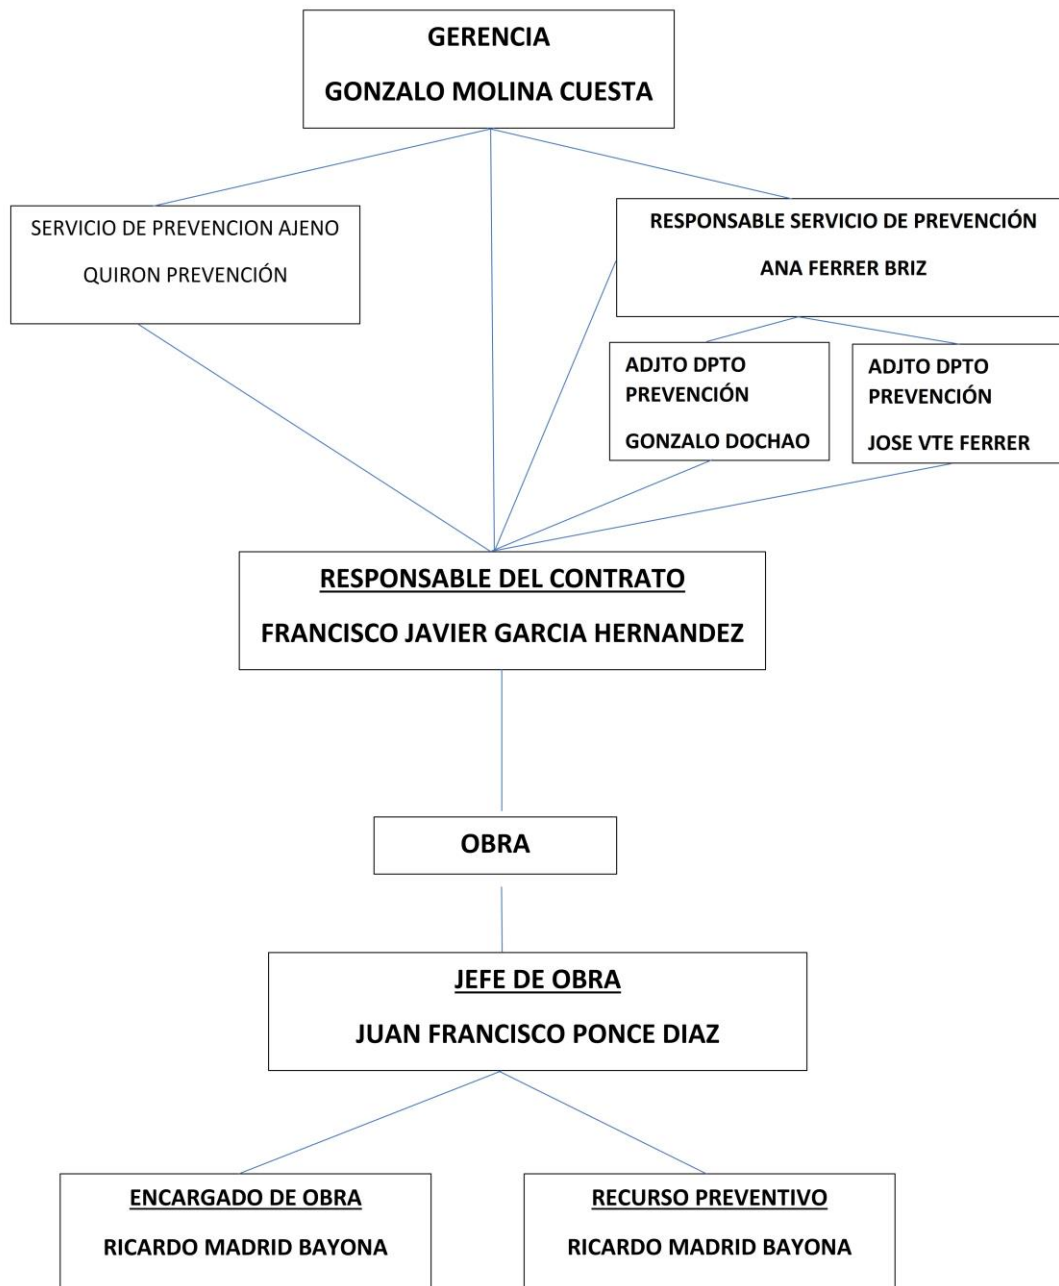 GERENCIA
GONZALO MOLINA CUESTA
SERVICIO DE PREVENCION AJENO
QUIRON PREVENCIÓN
RESPONSABLE SERVICIO DE PREVENCIÓN
ANA FERRER BRIZ
ADJTO DPTO
PREVENCIÓN
GONZALO DOCHAO
ADJTO DPTO
PREVENCIÓN
JOSE VTE FERRER
RESPONSABLE DEL CONTRATO
FRANCISCO JAVIER GARCIA HERNANDEZ
OBRA
JEFE DE OBRA
JUAN FRANCISCO PONCE DIAZ
ENCARGADO DE OBRA
RICARDO MADRID BAYONA
RECURSO PREVENTIVO
RICARDO MADRID BAYONA